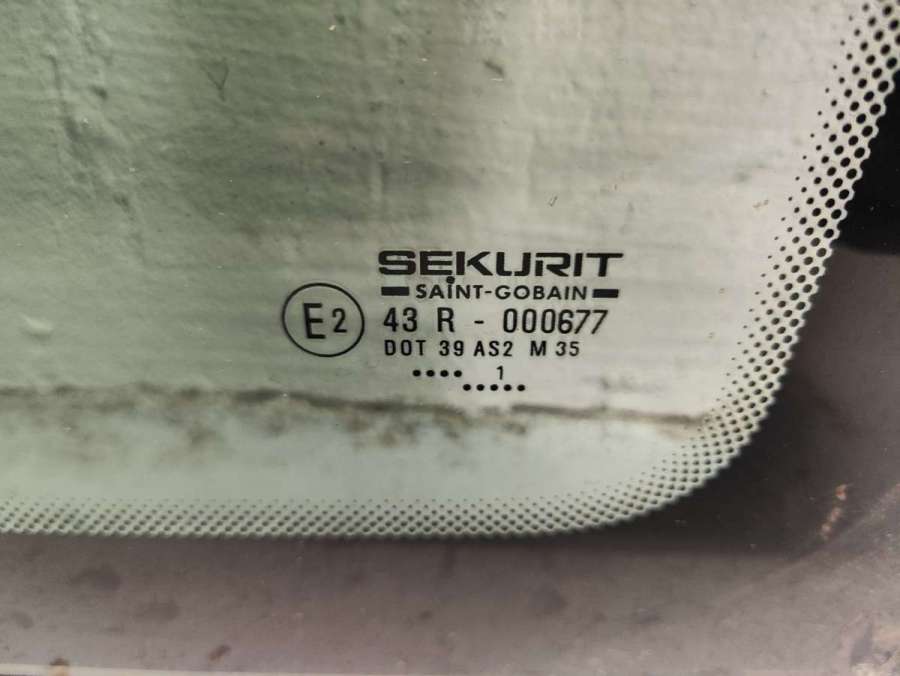 SEKURIT
SAINT-GOBAIN
E2 43 R - 000677
DOT 39 AS2 M 35
•••• 1
•••••